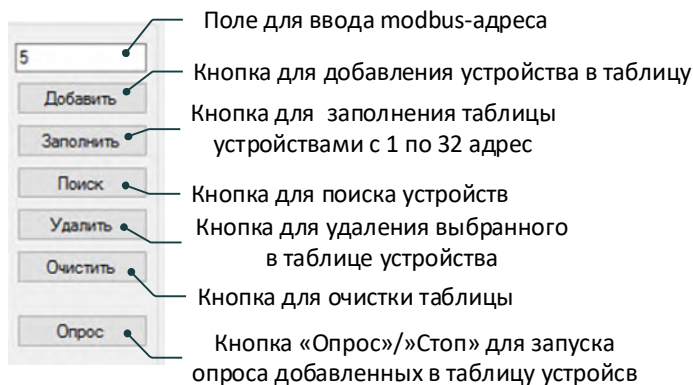 Поле для ввода modbus-адреса
5
Кнопка для добавления устройства в таблицу
Добавить
Кнопка для заполнения таблицы
устройствами с 1 по 32 адрес
Заполнить
Поиск
Кнопка для поиска устройств
Удалить
Кнопка для удаления выбранного
в таблице устройства
Очистить
Кнопка для очистки таблицы
Опрос
Кнопка «Опрос»/»Стоп» для запуска
опроса добавленных в таблицу устройсв